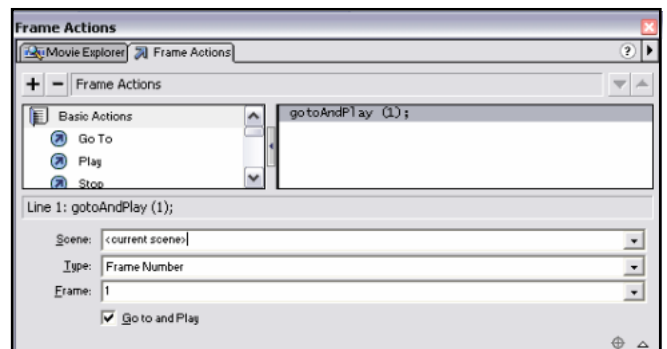 Frame Actions
Movie Explorer Frame Actions ?
+ - Frame Actions
Basic Actions
Go To
Play
Stop
gotoAndPlay (1);
Line 1: gotoAndPlay (1);
Scene: <current scene>
Type: Frame Number
Frame: 1
Go to and Play